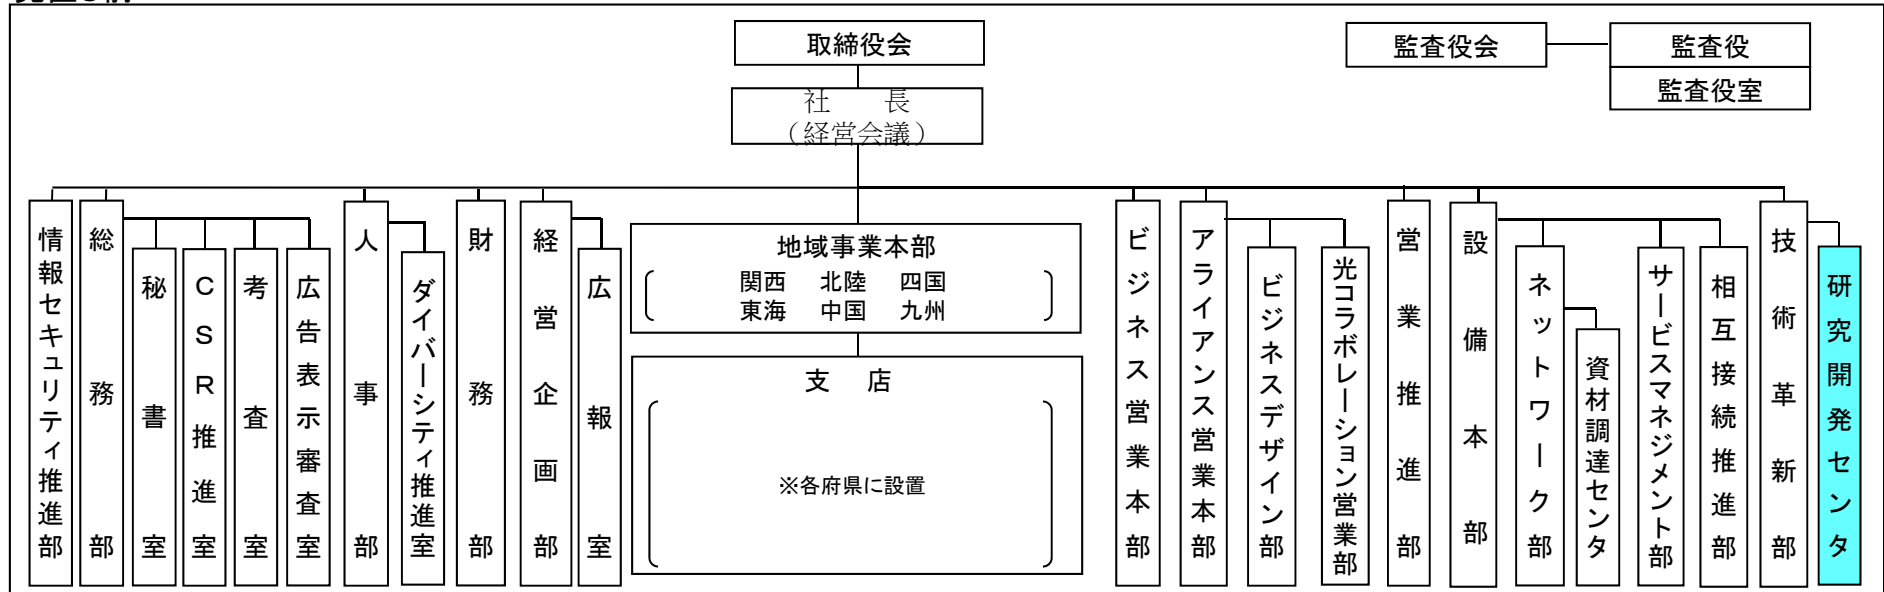 取締役会
監査役会
監査役
監査役室
社　　長
（経営会議）
情報セキュリティ推進部
総務部
秘書室
ＣＳＲ推進室
考査室
広告表示審査室
人事部
ダイバーシティ推進室
財務部
経営企画部
広報室
地域事業本部
関西　北陸　四国
東海　中国　九州
支　店
※各府県に設置
ビジネス営業本部
アライアンス営業本部
ビジネスデザイン部
光コラボレーション営業部
営業推進部
設備本部
ネットワーク部
資材調達センタ
サービスマネジメント部
相互接続推進部
技術革新部
研究開発センタ